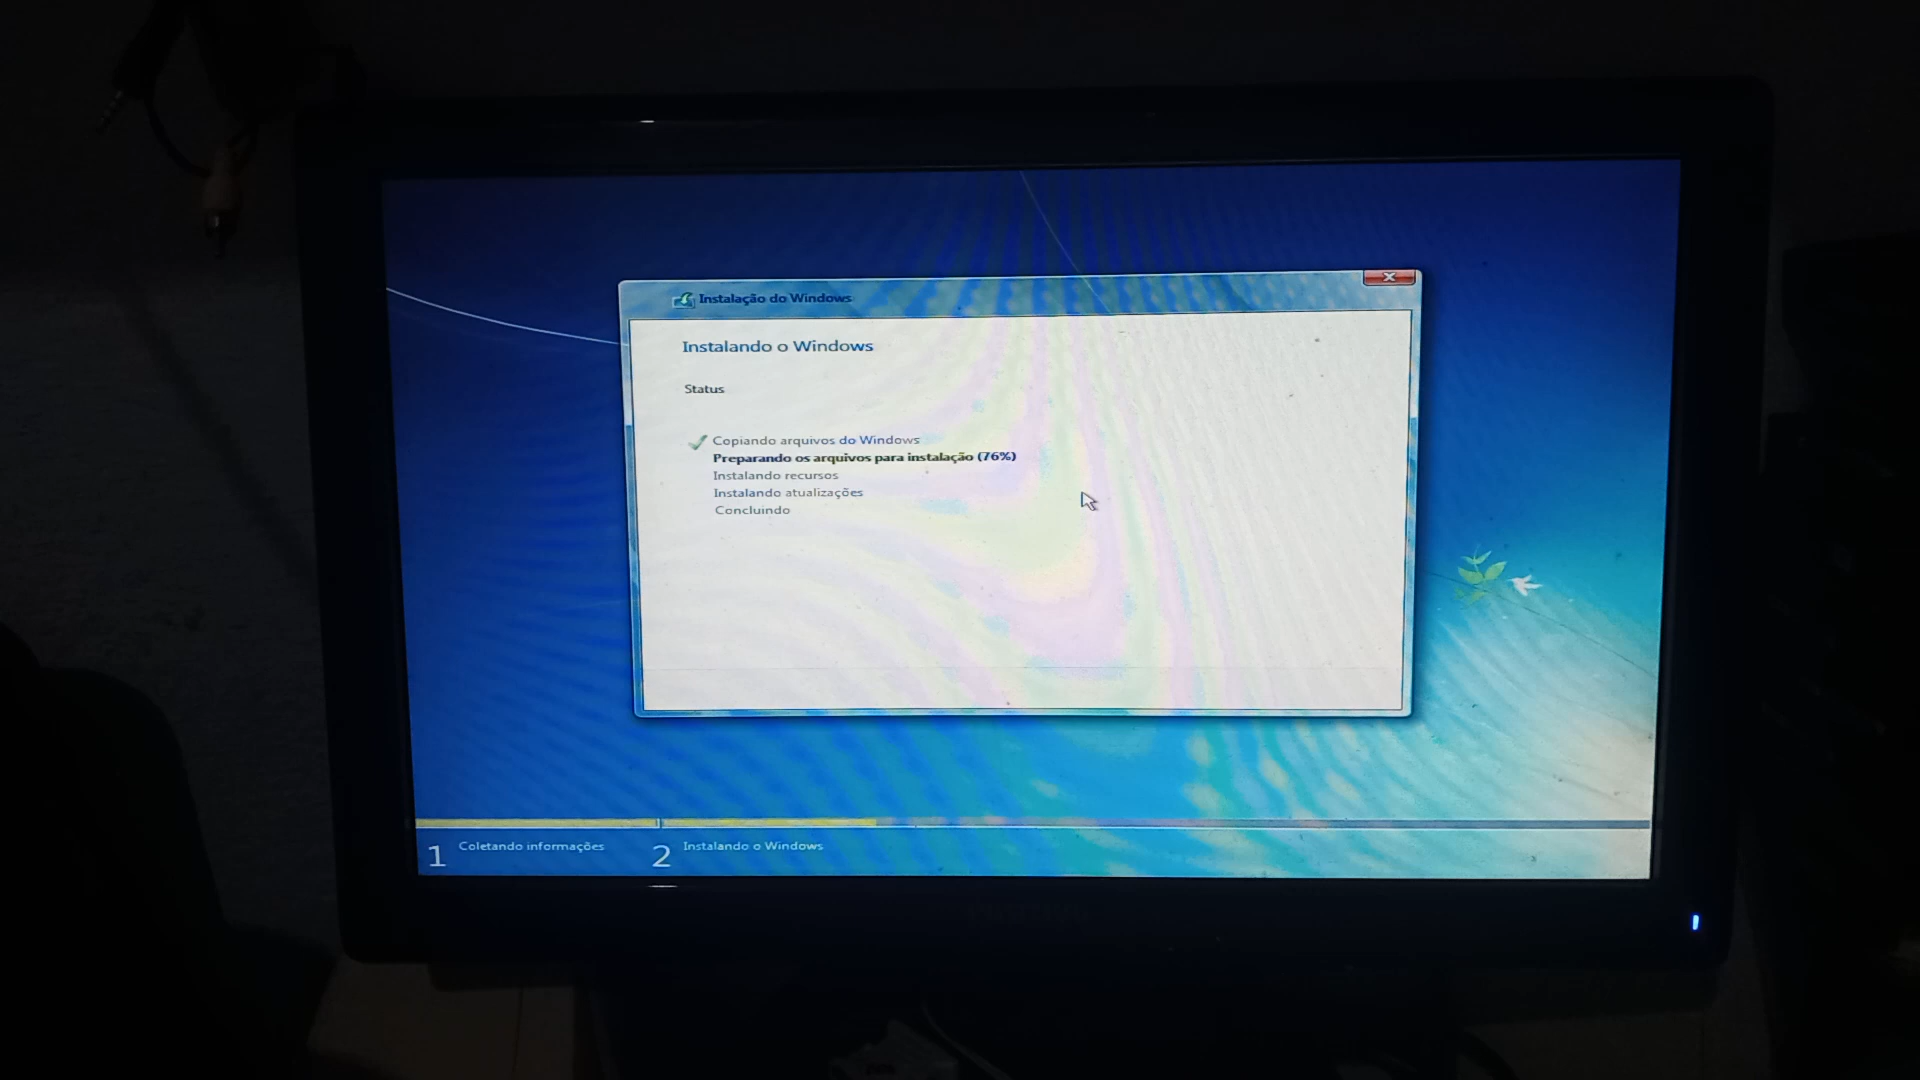 Instalação do Windows
Instalando o Windows
Status
Copiando arquivos do Windows
Preparando os arquivos para instalação (76%)
Instalando recursos
Instalando atualizações
Concluindo
1 Coletando informações
2 Instalando o Windows